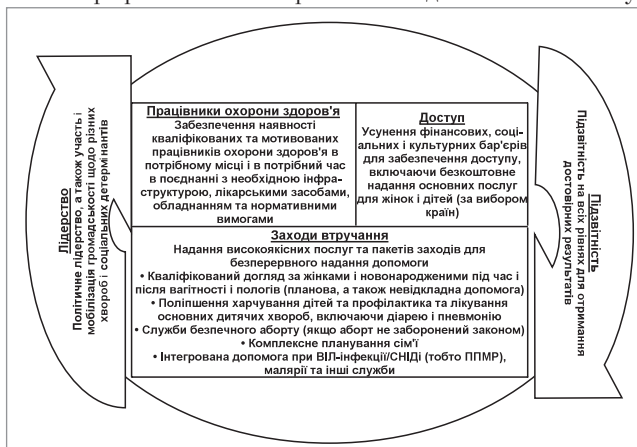 Лідерство
Політичне лідерство, а також участь і
мобілізація громадськості щодо різних
хвороб і соціальних детермінантів
Працівники охорони здоров'я
Забезпечення наявності
кваліфікованих та мотивованих
працівників охорони здоров'я в
потрібному місці і в потрібний час
в поєднанні з необхідною інфра-
структурою, лікарськими засобами,
обладнанням та нормативними
вимогами
Доступ
Усунення фінансових, соці-
альних і культурних бар'єрів
для забезпечення доступу,
включаючи безкоштовне
надання основних послуг
для жінок і дітей (за вибором
країн)
Заходи втручання
Надання високоякісних послуг та пакетів заходів для
безперервного надання допомоги
• Кваліфікований догляд за жінками і новонародженими під час і
після вагітності і пологів (планова, а також невідкладна допомога)
• Поліпшення харчування дітей та профілактика та лікування
основних дитячих хвороб, включаючи діарею і пневмонію
• Служби безпечного аборту (якщо аборт не заборонений законом)
• Комплексне планування сім'ї
• Інтегрована допомога при ВІЛ-інфекції/СНІДі (тобто ППМР),
малярії та інші служби
Підзвітність
Підзвітність на всіх рівнях для отримання
достовірних результатів